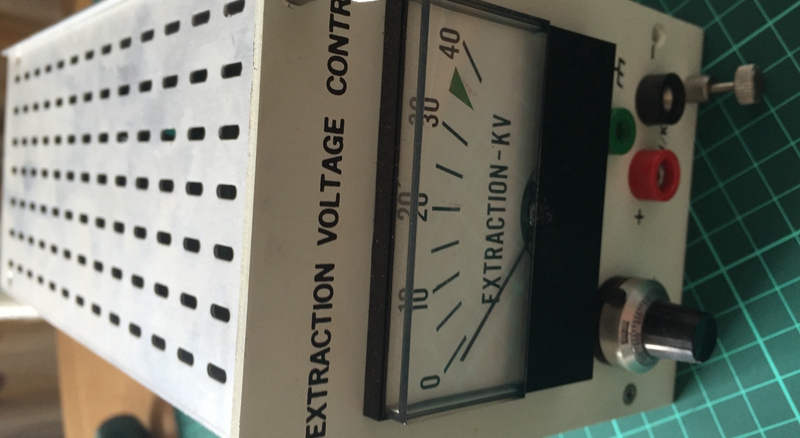 EXTRACTION VOLTAGE CONTR
0 10 20 30 40
EXTRACTION-KV
+
-